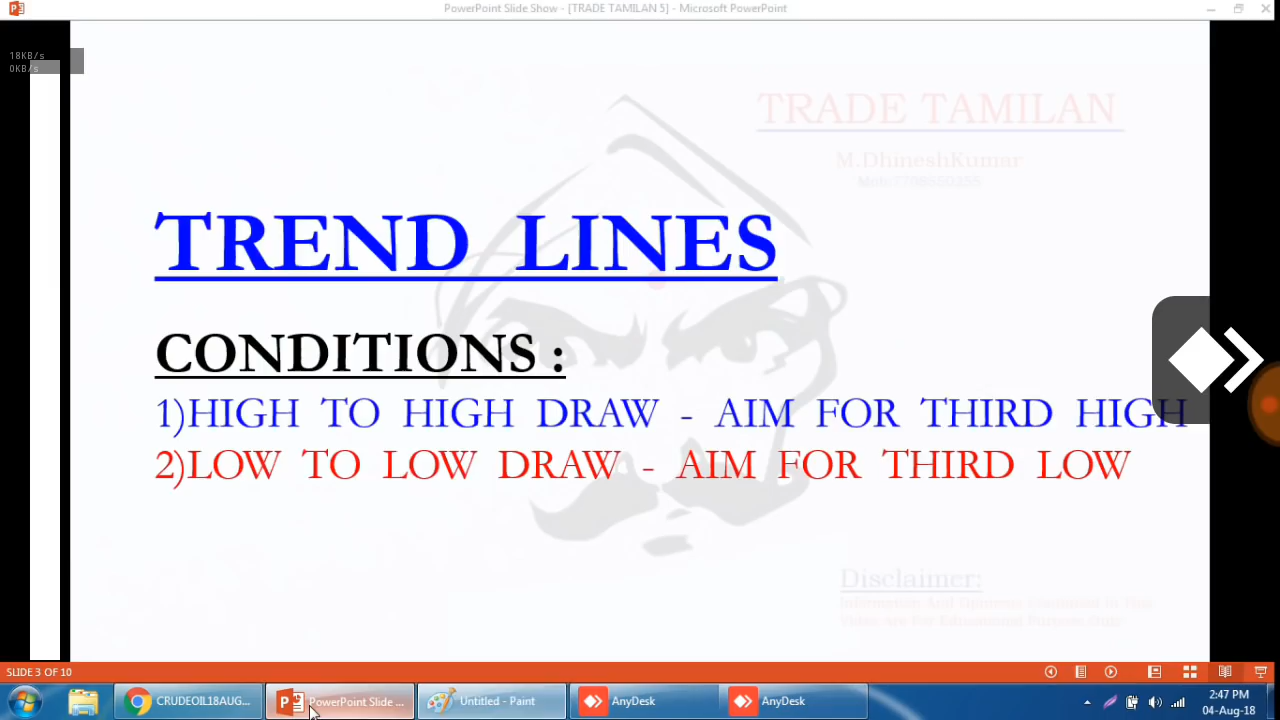 PowerPoint Slide Show - [TRADE TAMILAN 5] - Microsoft PowerPoint
18KB/s
0KB/s
TRADE TAMILAN
M.DhineshKumar
TREND LINES
CONDITIONS :
1)HIGH TO HIGH DRAW - AIM FOR THIRD HIGH
2)LOW TO LOW DRAW - AIM FOR THIRD LOW
Disclaimer:
SLIDE 3 OF 10
CRUDEOIL18AUG...
PowerPoint Slide ...
Untitled - Paint
AnyDesk
AnyDesk
2:47 PM
04-Aug-18